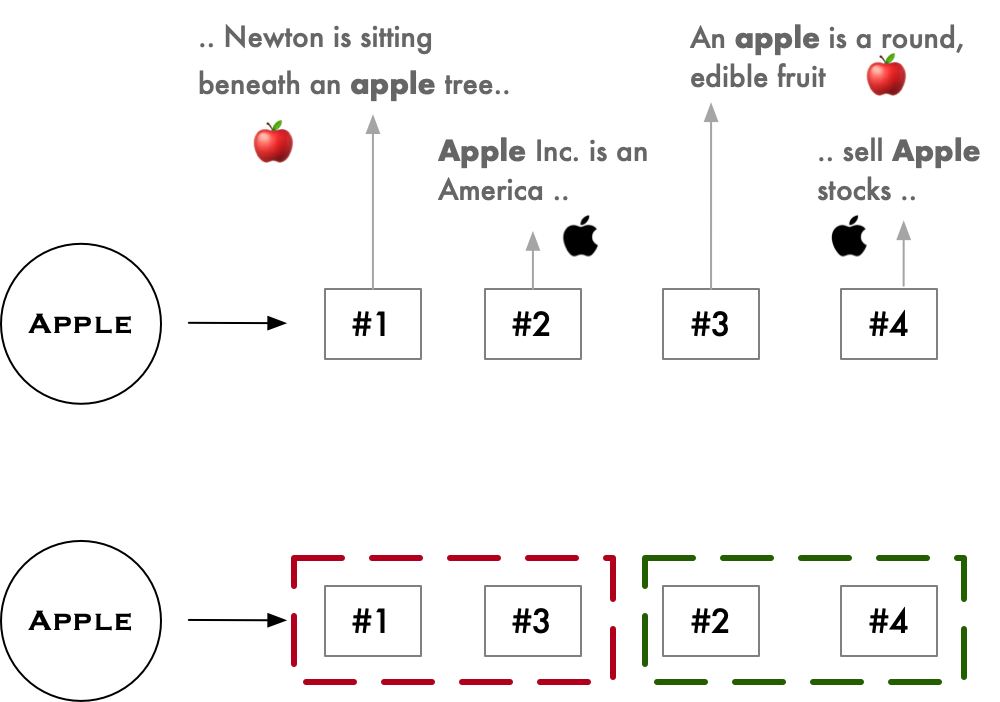 .. Newton is sitting
beneath an apple tree..
An apple is a round,
edible fruit
Apple Inc. is an
America ..
.. sell Apple
stocks ..
APPLE
#1
#2
#3
#4
APPLE
#1
#3
#2
#4